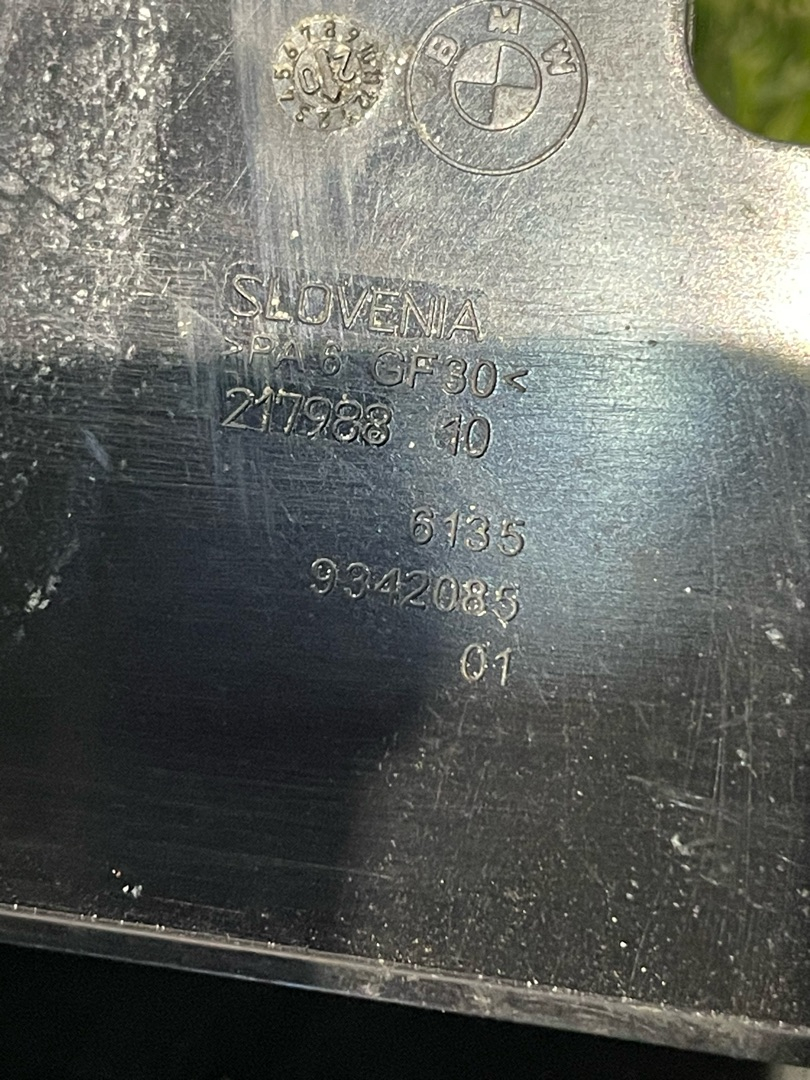 BMW
SLOVENIA
>PA 6 GF30<
217988.10
6135
9342085
01